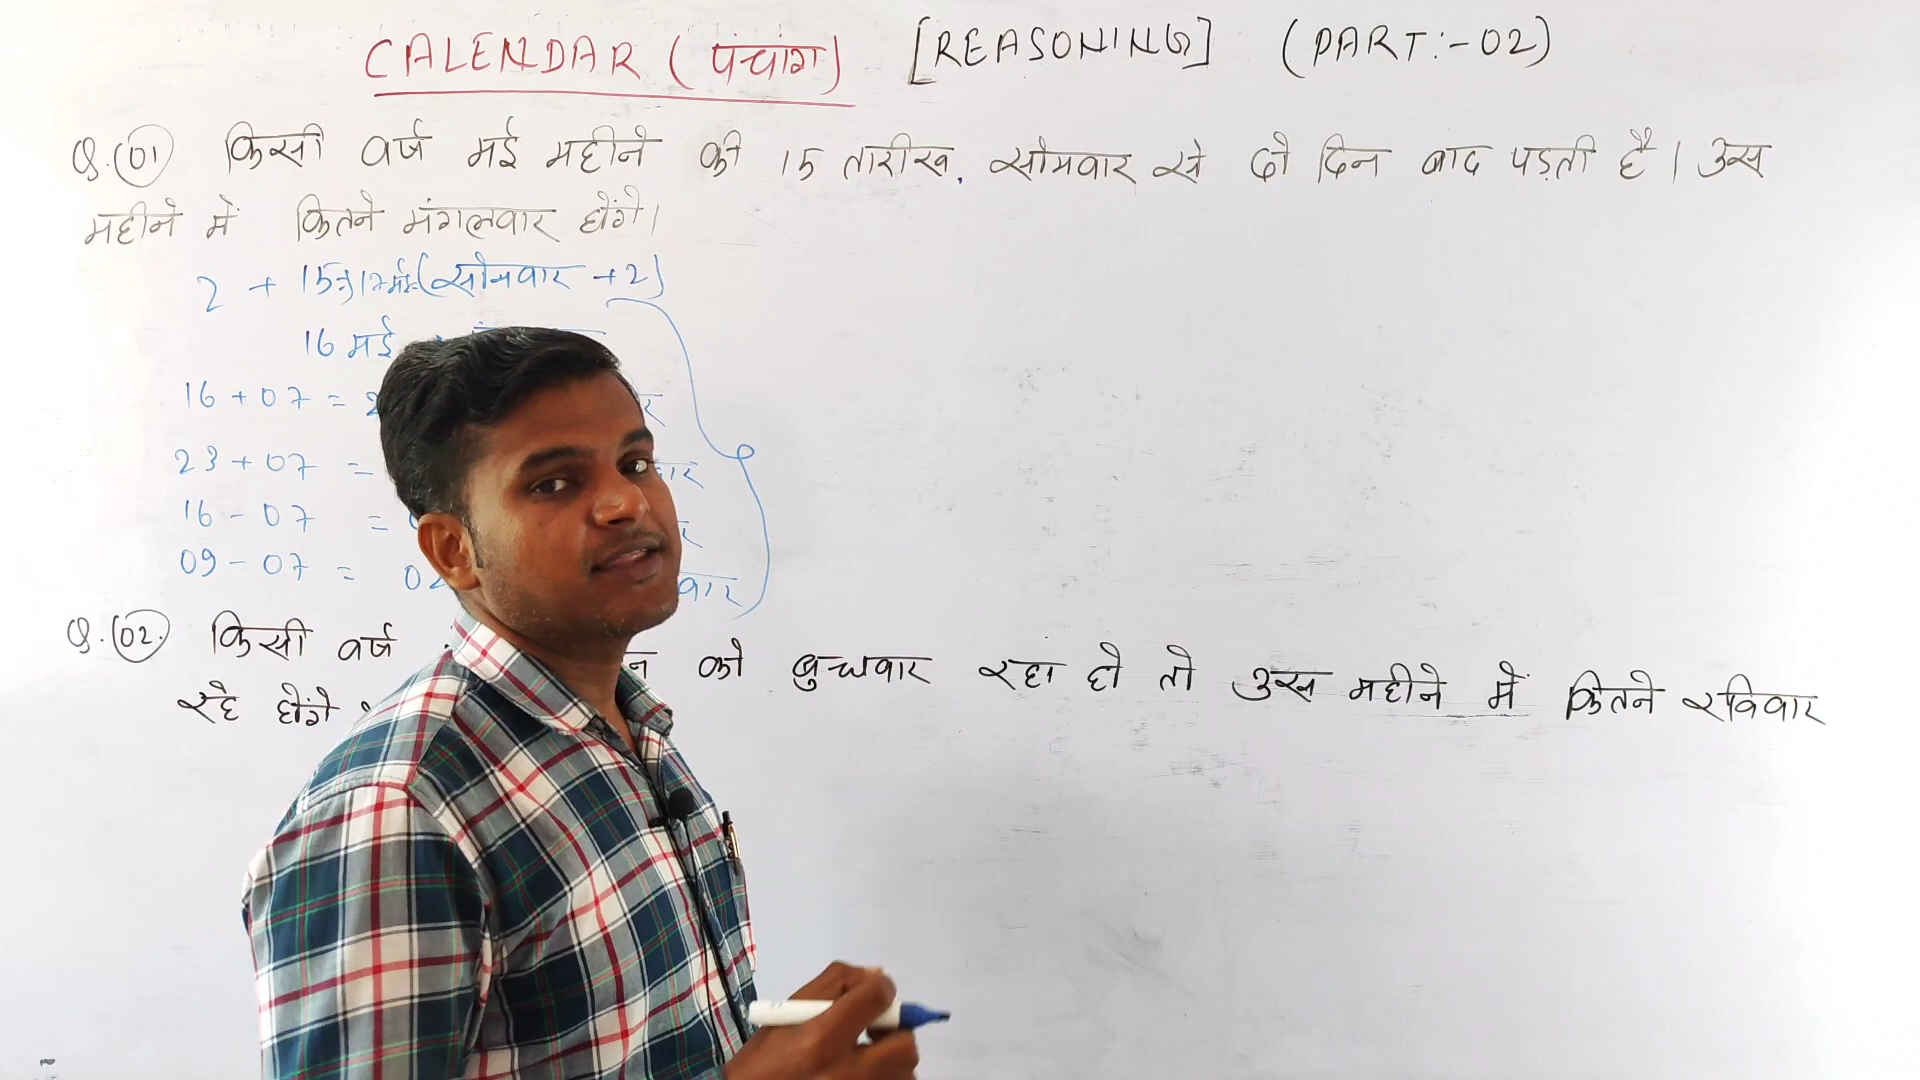 CALENDAR (पंचांग) [REASONING] (PART:-02)
Q.(01) किसी वर्ष मई महीने की 15 तारीख, सोमवार से दो दिन बाद पड़ती है। उस
महीने में कितने मंगलवार होंगे।
2 + 15 17 मई (सोमवार +2)
16 मई
16 + 07 = 2
23 + 07 =
16 - 07 =
09 - 07 = 02 वार
Q.(02. किसी वर्ष को बुधवार रहा हो तो उस महीने में कितने रविवार
रहे होंगे